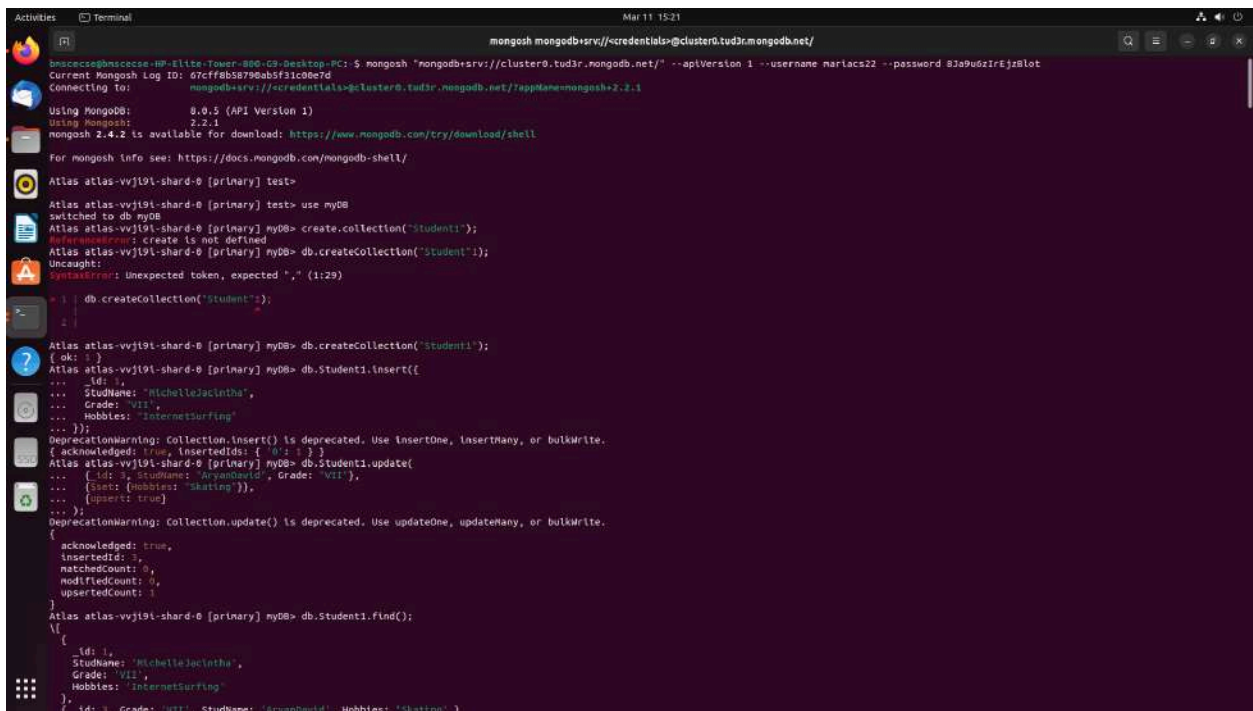 Activities Terminal Mar 11 15:21
mongosh mongodb+srv://<credentials>@cluster0.tud3r.mongodb.net/
bmscecse@bmscecse-HP-Elite-Tower-800-G9-Desktop-PC:~$ mongosh "mongodb+srv://cluster0.tud3r.mongodb.net/" --apiVersion 1 --username mariacs22 --password
Current Mongosh Log ID:
Connecting to: mongodb+srv://<credentials>@cluster0.tud3r.mongodb.net/?appName=mongosh+2.2.1
Using MongoDB: 8.0.5 (API Version 1)
Using Mongosh: 2.2.1
mongosh 2.4.2 is available for download: https://www.mongodb.com/try/download/shell
For mongosh info see: https://docs.mongodb.com/mongodb-shell/
Atlas atlas-vvji9i-shard-0 [primary] test>
Atlas atlas-vvji9i-shard-0 [primary] test> use myDB
switched to db myDB
Atlas atlas-vvji9i-shard-0 [primary] myDB> create.collection("Student1");
ReferenceError: create is not defined
Atlas atlas-vvji9i-shard-0 [primary] myDB> db.createCollection("Student"1);
Uncaught:
SyntaxError: Unexpected token, expected "," (1:29)
> 1 | db.createCollection("Student"1);
|                              ^
2 |
Atlas atlas-vvji9i-shard-0 [primary] myDB> db.createCollection("Student1");
{ ok: 1 }
Atlas atlas-vvji9i-shard-0 [primary] myDB> db.Student1.insert({
... _id: 1,
... StudName: "MichelleJacintha",
... Grade: "VII",
... Hobbies: "InternetSurfing"
... });
DeprecationWarning: Collection.insert() is deprecated. Use insertOne, insertMany, or bulkWrite.
{ acknowledged: true, insertedIds: { '0': 1 } }
Atlas atlas-vvji9i-shard-0 [primary] myDB> db.Student1.update(
... {_id: 3, StudName: "AryanDavid", Grade: "VII"},
... {$set: {Hobbies: "Skating"}},
... {upsert: true}
... );
DeprecationWarning: Collection.update() is deprecated. Use updateOne, updateMany, or bulkWrite.
{
acknowledged: true,
insertedId: 3,
matchedCount: 0,
modifiedCount: 0,
upsertedCount: 1
}
Atlas atlas-vvji9i-shard-0 [primary] myDB> db.Student1.find();
\[
{
_id: 1,
StudName: 'MichelleJacintha',
Grade: 'VII',
Hobbies: 'InternetSurfing'
},
{ _id: 3, Grade: 'VII', StudName: 'AryanDavid', Hobbies: 'Skating' }
SSD